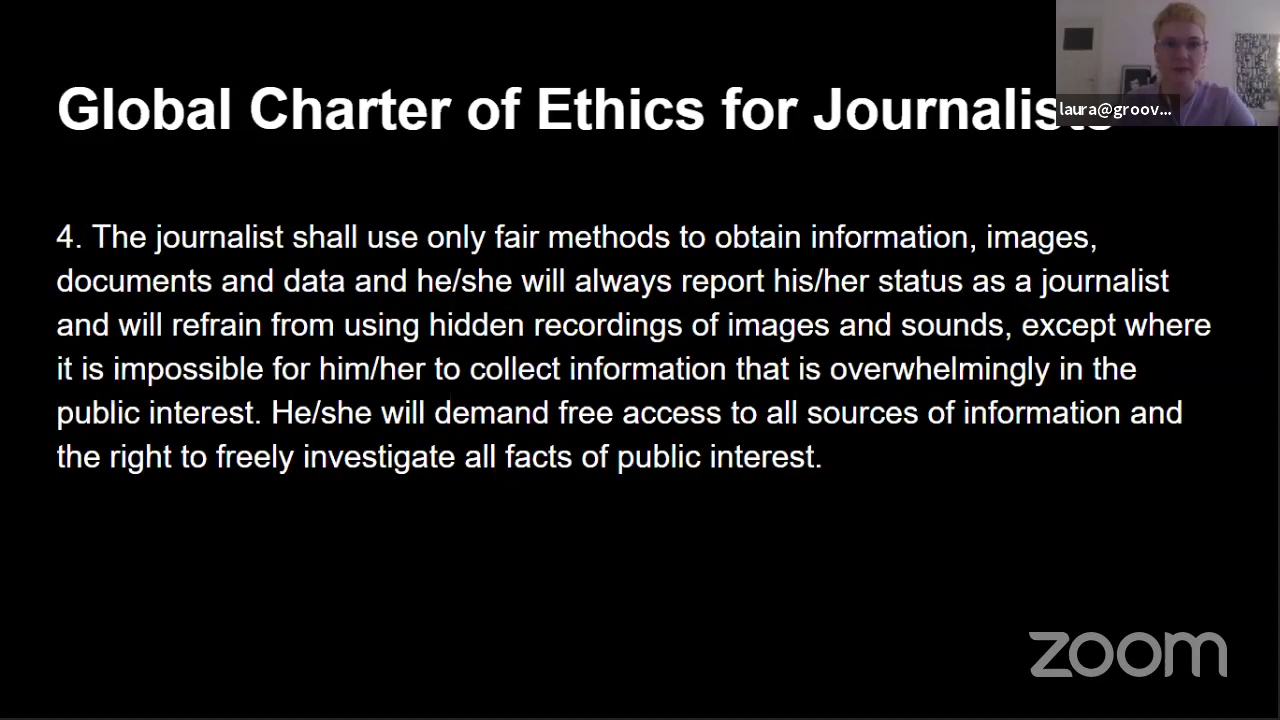 Global Charter of Ethics for Journalists
laura@groov...
4. The journalist shall use only fair methods to obtain information, images,
documents and data and he/she will always report his/her status as a journalist
and will refrain from using hidden recordings of images and sounds, except where
it is impossible for him/her to collect information that is overwhelmingly in the
public interest. He/she will demand free access to all sources of information and
the right to freely investigate all facts of public interest.
zoom